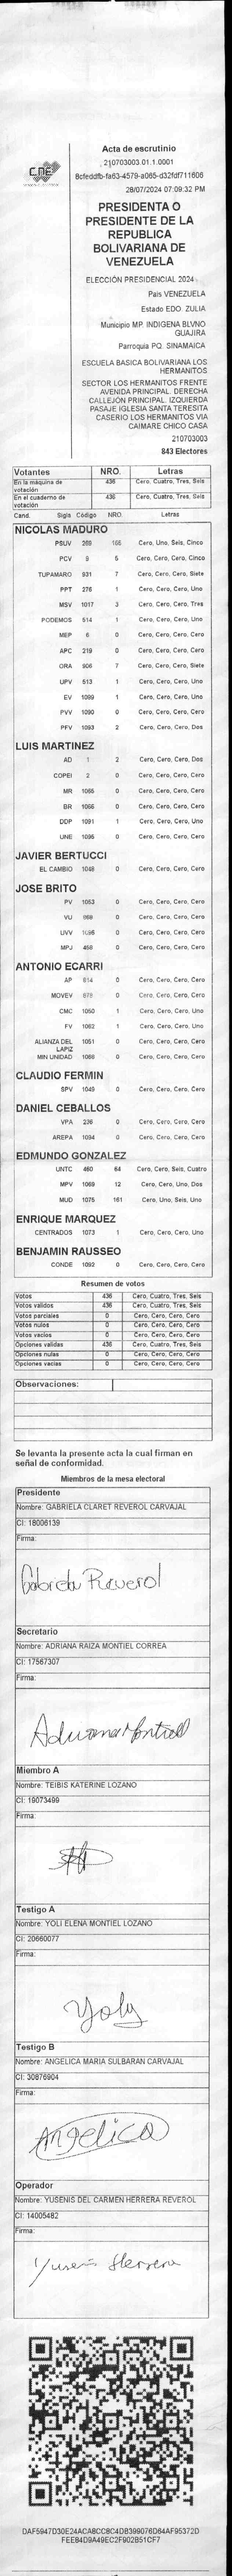 CNE
Acta de escrutinio
210703003.01.1.0001
8cfeddfb-fa63-4579-a065-d32fdf711606
28/07/2024 07:09:32 PM
PRESIDENTA O
PRESIDENTE DE LA
REPUBLICA
BOLIVARIANA DE
VENEZUELA
ELECCIÓN PRESIDENCIAL 2024
País VENEZUELA
Estado EDO. ZULIA
Municipio MP. INDIGENA BLVNO
GUAJIRA
Parroquia PQ. SINAMAICA
ESCUELA BASICA BOLIVARIANA LOS
HERMANITOS
SECTOR LOS HERMANITOS FRENTE
AVENIDA PRINCIPAL. DERECHA
CALLEJÓN PRINCIPAL. IZQUIERDA
PASAJE IGLESIA SANTA TERESITA
CASERIO LOS HERMANITOS VIA
CAIMARE CHICO CASA
210703003
843 Electores
Votantes NRO. Letras
En la máquina de votación 436 Cero, Cuatro, Tres, Seis
En el cuaderno de votación 436 Cero, Cuatro, Tres, Seis
Cand. Sigla Código NRO. Letras
NICOLAS MADURO
PSUV 269 165 Cero, Uno, Seis, Cinco
PCV 9 5 Cero, Cero, Cero, Cinco
TUPAMARO 931 7 Cero, Cero, Cero, Siete
PPT 276 1 Cero, Cero, Cero, Uno
MSV 1017 3 Cero, Cero, Cero, Tres
PODEMOS 514 1 Cero, Cero, Cero, Uno
MEP 6 0 Cero, Cero, Cero, Cero
APC 219 0 Cero, Cero, Cero, Cero
ORA 906 7 Cero, Cero, Cero, Siete
UPV 513 1 Cero, Cero, Cero, Uno
EV 1099 1 Cero, Cero, Cero, Uno
PVV 1090 0 Cero, Cero, Cero, Cero
PFV 1093 2 Cero, Cero, Cero, Dos
LUIS MARTINEZ
AD 1 2 Cero, Cero, Cero, Dos
COPEI 2 0 Cero, Cero, Cero, Cero
MR 1065 0 Cero, Cero, Cero, Cero
BR 1066 0 Cero, Cero, Cero, Cero
DDP 1091 1 Cero, Cero, Cero, Uno
UNE 1096 0 Cero, Cero, Cero, Cero
JAVIER BERTUCCI
EL CAMBIO 1048 0 Cero, Cero, Cero, Cero
JOSE BRITO
PV 1053 0 Cero, Cero, Cero, Cero
VU 969 0 Cero, Cero, Cero, Cero
UVV 0 Cero, Cero, Cero, Cero
MPJ 468 0 Cero, Cero, Cero, Cero
ANTONIO ECARRI
AP 0 Cero, Cero, Cero, Cero
MOVEV 0 Cero, Cero, Cero, Cero
CMC 1050 1 Cero, Cero, Cero, Uno
FV 1062 1 Cero, Cero, Cero, Uno
ALIANZA DEL LAPIZ 1051 0 Cero, Cero, Cero, Cero
MIN UNIDAD 1068 0 Cero, Cero, Cero, Cero
CLAUDIO FERMIN
SPV 1049 0 Cero, Cero, Cero, Cero
DANIEL CEBALLOS
VPA 236 0 Cero, Cero, Cero, Cero
AREPA 1094 0 Cero, Cero, Cero, Cero
EDMUNDO GONZALEZ
UNTC 460 64 Cero, Cero, Seis, Cuatro
MPV 1069 12 Cero, Cero, Uno, Dos
MUD 1075 161 Cero, Uno, Seis, Uno
ENRIQUE MARQUEZ
CENTRADOS 1073 1 Cero, Cero, Cero, Uno
BENJAMIN RAUSSEO
CONDE 1092 0 Cero, Cero, Cero, Cero
Resumen de votos
Votos 436 Cero, Cuatro, Tres, Seis
Votos validos 436 Cero, Cuatro, Tres, Seis
Votos parciales 0 Cero, Cero, Cero, Cero
Votos nulos 0 Cero, Cero, Cero, Cero
Votos vacios 0 Cero, Cero, Cero, Cero
Opciones validas 436 Cero, Cuatro, Tres, Seis
Opciones nulas 0 Cero, Cero, Cero, Cero
Opciones vacias 0 Cero, Cero, Cero, Cero
Observaciones:
Se levanta la presente acta la cual firman en
señal de conformidad.
Miembros de la mesa electoral
Presidente
Nombre: GABRIELA CLARET REVEROL CARVAJAL
CI: 18006139
Firma:
Gabriela Reverol
Secretario
Nombre: ADRIANA RAIZA MONTIEL CORREA
CI: 17567307
Firma:
Adriana Montiel
Miembro A
Nombre: TEIBIS KATERINE LOZANO
CI: 19073499
Firma:
Testigo A
Nombre: YOLI ELENA MONTIEL LOZANO
CI: 20660077
Firma:
Yoly
Testigo B
Nombre: ANGELICA MARIA SULBARAN CARVAJAL
CI: 30876904
Firma:
Angelica
Operador
Nombre: YUSENIS DEL CARMEN HERRERA REVEROL
CI: 14005482
Firma:
Yusenis Herrera
DAF5947D30E24ACA8CC8C4DB399076D64AF95372D
FEE84D9A49EC2F902B51CF7